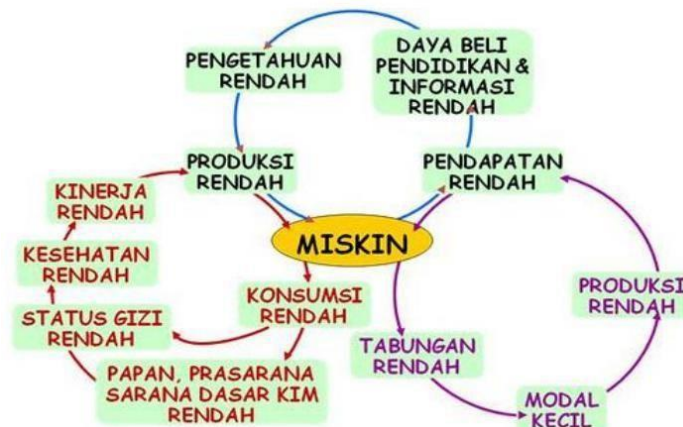 DAYA BELI
PENDIDIKAN &
INFORMASI
RENDAH
PENGETAHUAN
RENDAH
PRODUKSI
RENDAH
PENDAPATAN
RENDAH
KINERJA
RENDAH
MISKIN
KESEHATAN
RENDAH
KONSUMSI
RENDAH
PRODUKSI
RENDAH
STATUS GIZI
RENDAH
TABUNGAN
RENDAH
PAPAN, PRASARANA
SARANA DASAR KIM
RENDAH
MODAL
KECIL